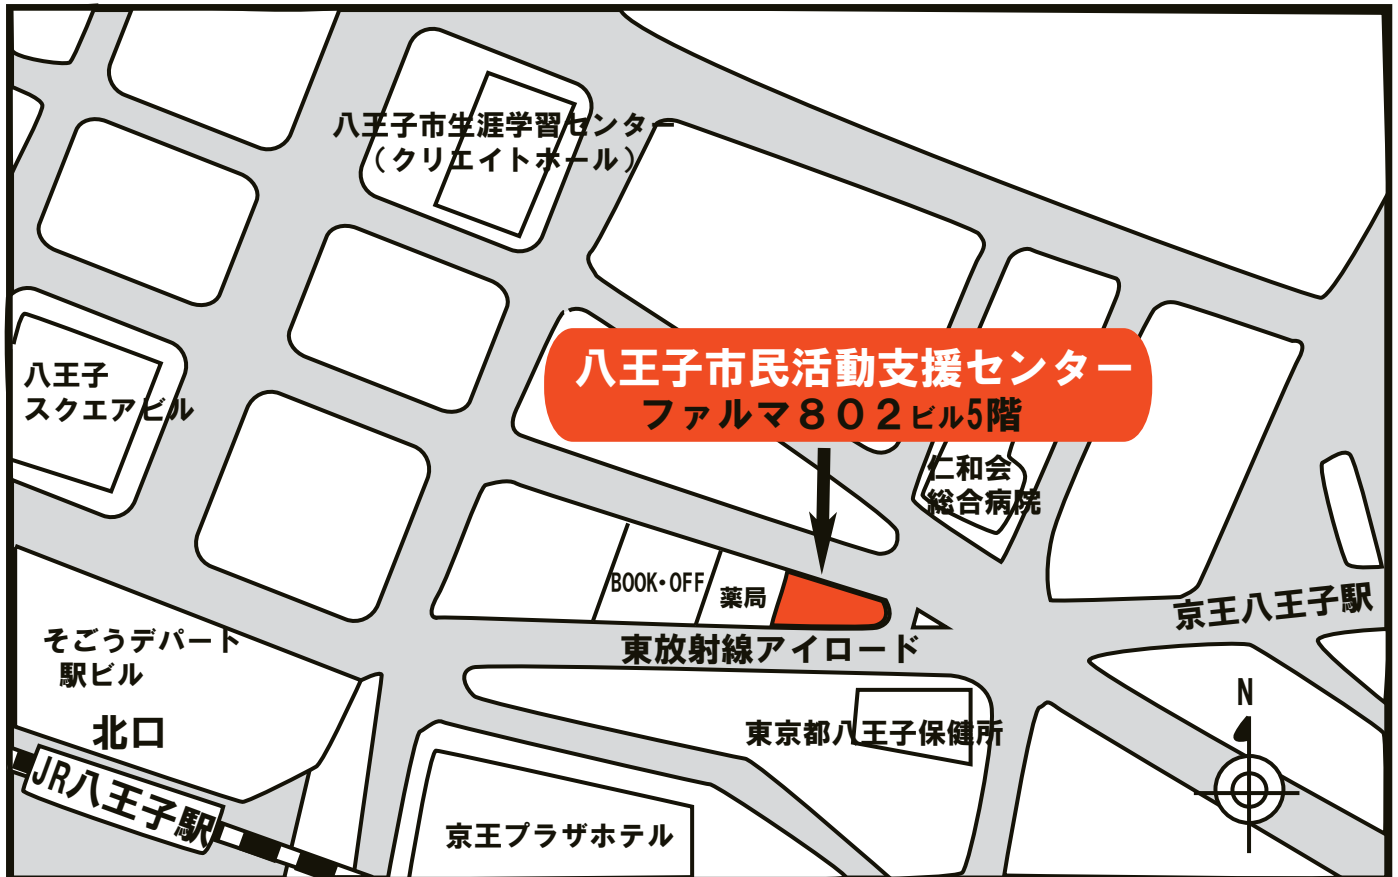 八王子市生涯学習センター
（クリエイトホール）
八王子
スクエアビル
八王子市民活動支援センター
ファルマ８０２ビル5階
仁和会
総合病院
BOOK・OFF
薬局
京王八王子駅
東放射線アイロード
そごうデパート
駅ビル
北口
N
東京都八王子保健所
JR八王子駅
京王プラザホテル